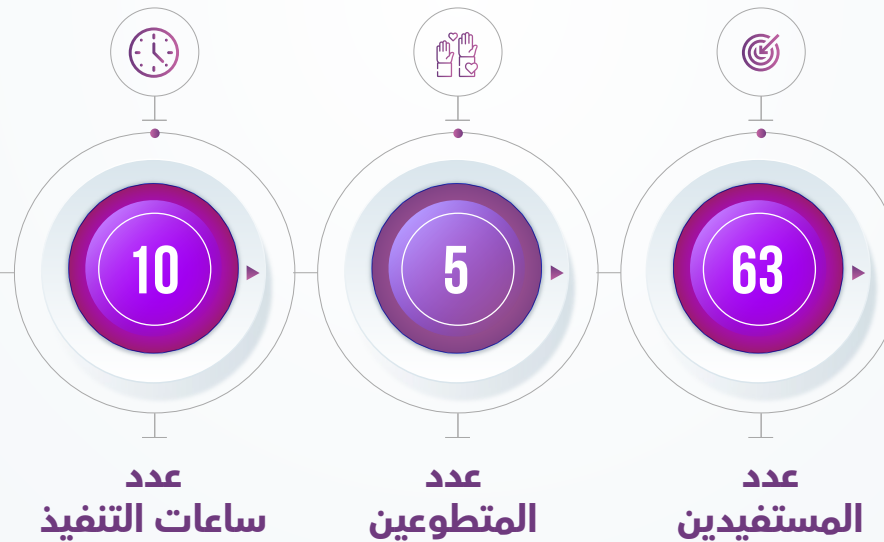 63
عدد
المستفيدين
5
عدد
المتطوعين
10
عدد
ساعات التنفيذ